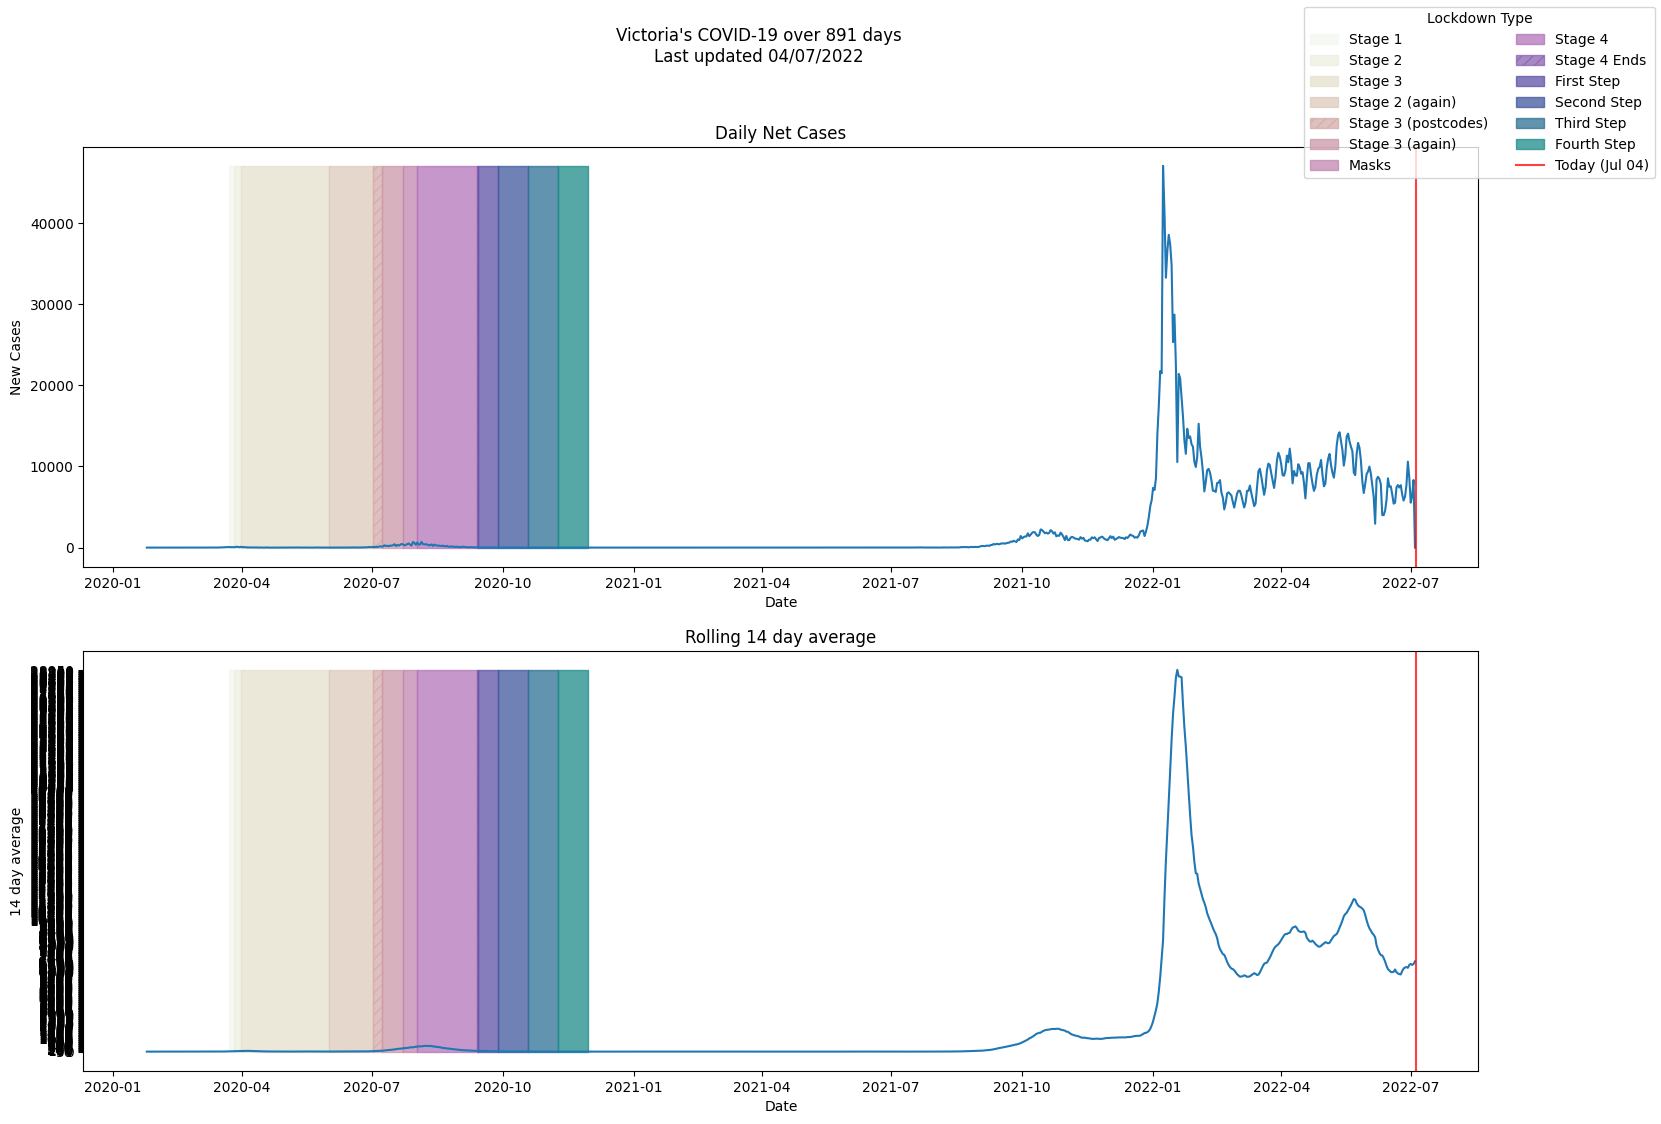 Victoria's COVID-19 over 891 days
Last updated 04/07/2022
Lockdown Type
Stage 1
Stage 2
Stage 3
Stage 2 (again)
Stage 3 (postcodes)
Stage 3 (again)
Masks
Stage 4
Stage 4 Ends
First Step
Second Step
Third Step
Fourth Step
Today (Jul 04)
Daily Net Cases
New Cases
40000
30000
20000
10000
0
2020-01 2020-04 2020-07 2020-10 2021-01 2021-04 2021-07 2021-10 2022-01 2022-04 2022-07
Date
Rolling 14 day average
14 day average
2020-01 2020-04 2020-07 2020-10 2021-01 2021-04 2021-07 2021-10 2022-01 2022-04 2022-07
Date